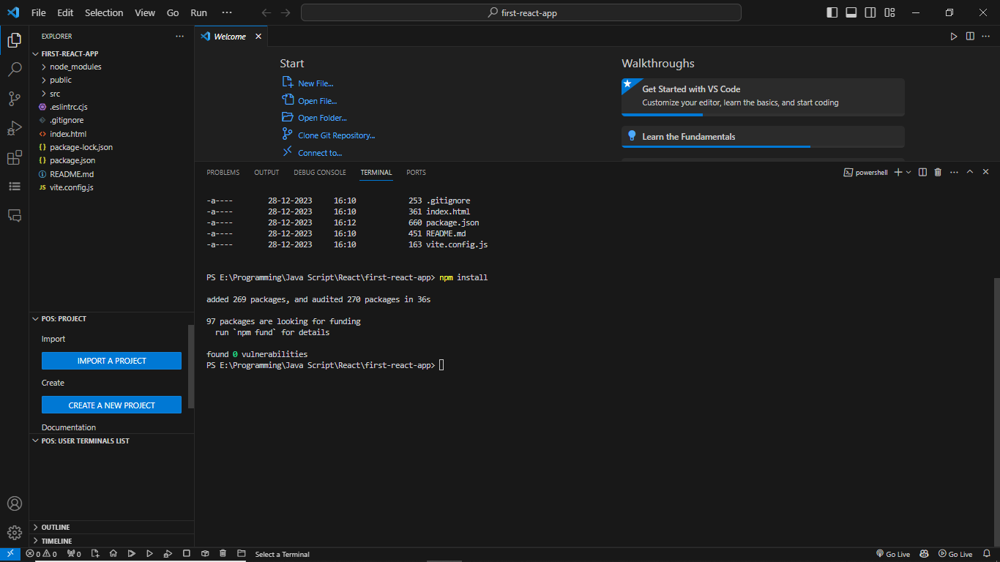 File Edit Selection View Go Run ···
first-react-app
EXPLORER
FIRST-REACT-APP
node_modules
public
src
.eslintrc.cjs
.gitignore
index.html
package-lock.json
package.json
README.md
JS vite.config.js
POS: PROJECT
Import
IMPORT A PROJECT
Create
CREATE A NEW PROJECT
Documentation
POS: USER TERMINALS LIST
OUTLINE
TIMELINE
Welcome
Start
New File...
Open File...
Open Folder...
Clone Git Repository...
Connect to...
Walkthroughs
Get Started with VS Code
Customize your editor, learn the basics, and start coding
Learn the Fundamentals
PROBLEMS OUTPUT DEBUG CONSOLE TERMINAL PORTS
powershell
-a---- 28-12-2023 16:10 253 .gitignore
-a---- 28-12-2023 16:10 361 index.html
-a---- 28-12-2023 16:12 660 package.json
-a---- 28-12-2023 16:10 451 README.md
-a---- 28-12-2023 16:10 163 vite.config.js
PS E:\Programming\Java Script\React\first-react-app> npm install
added 269 packages, and audited 270 packages in 36s
97 packages are looking for funding
run `npm fund` for details
found 0 vulnerabilities
PS E:\Programming\Java Script\React\first-react-app>
0 0 0 Select a Terminal Go Live Go Live